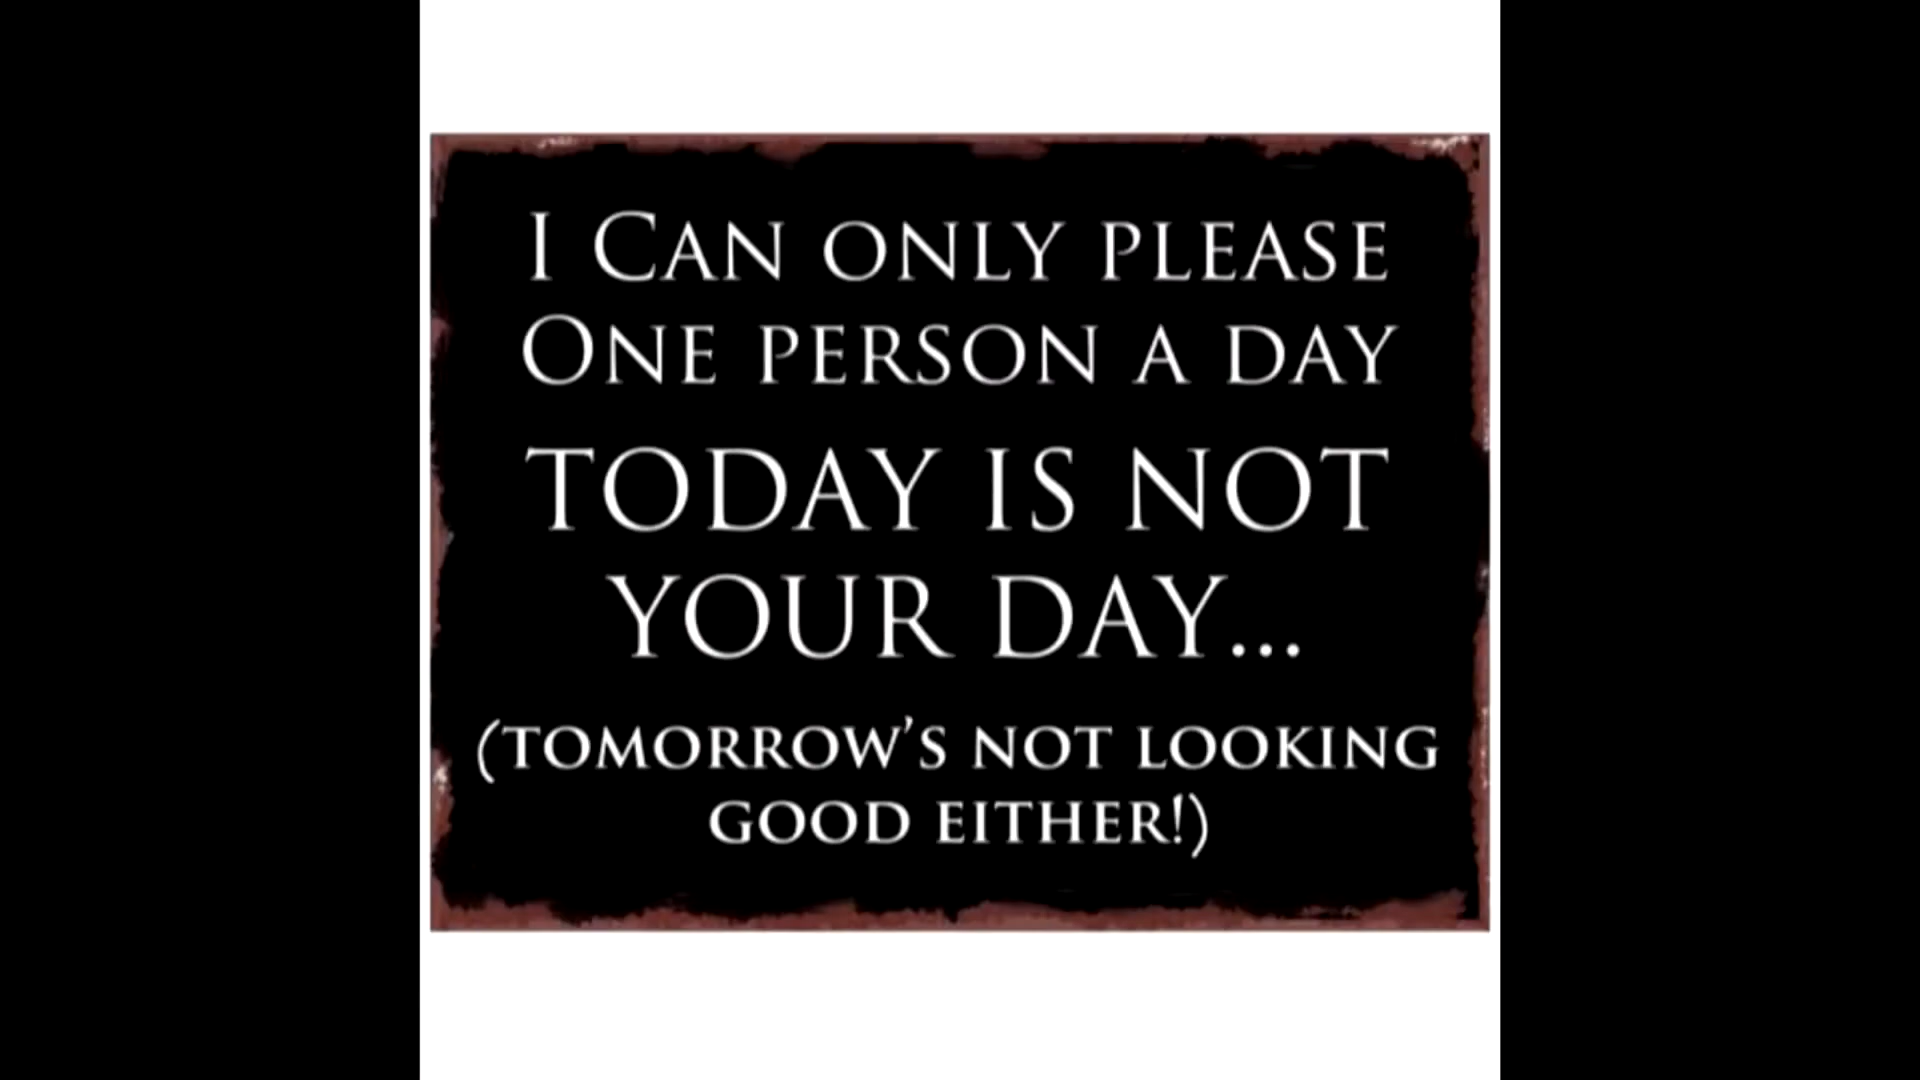 I CAN ONLY PLEASE
ONE PERSON A DAY
TODAY IS NOT
YOUR DAY...
(TOMORROW'S NOT LOOKING
GOOD EITHER!)